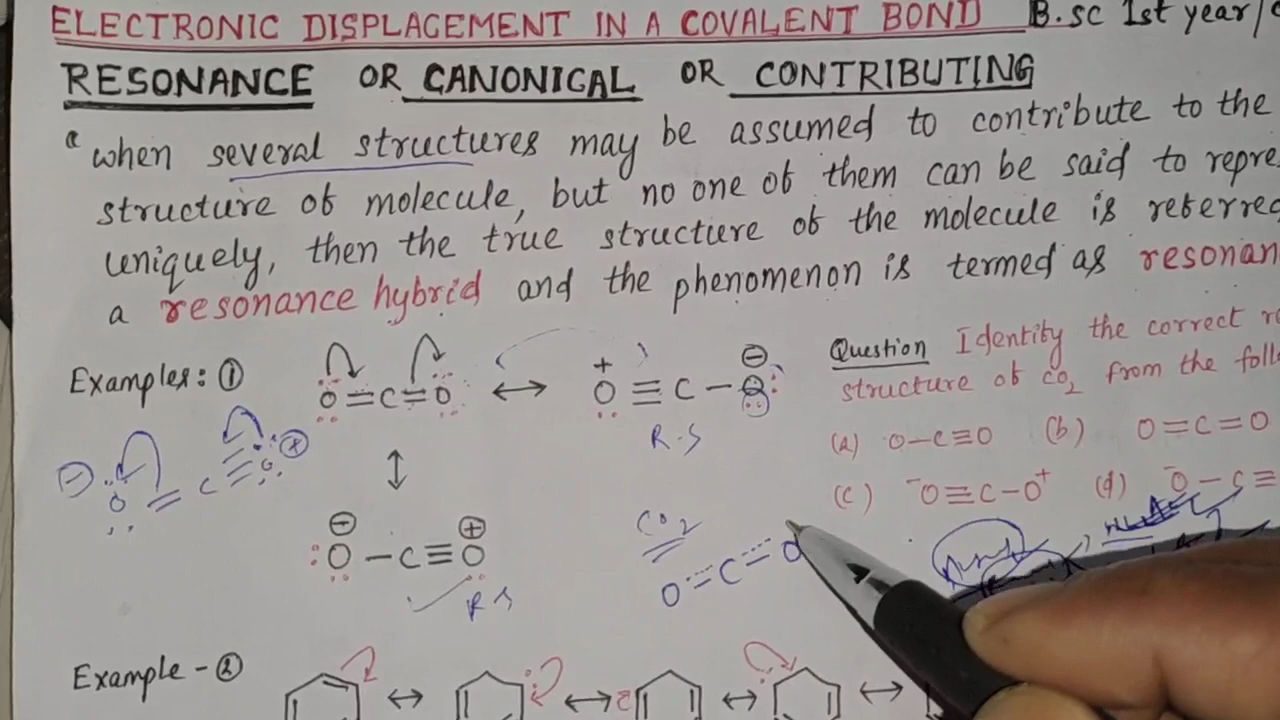 ELECTRONIC DISPLACEMENT IN A COVALENT BOND B.SC 1st year/
RESONANCE OR CANONICAL OR CONTRIBUTING
“when several structures may be assumed to contribute to the
structure of molecule, but no one of them can be said to repre
uniquely, then the true structure of the molecule is referred
a resonance hybrid and the phenomenon is termed as resonan
Examples: ① O=C=O ↔ O≡C-O
+ ⊖
R.S
⊖ O=C≡O ⊕
↕
⊖ ⊕
:O-C≡O
R.S
CO2
O=C=O
Question Identity the correct
structure of CO2 from the foll
(a) O-C≡O (b) O=C=O
(c) ⁻O≡C-O⁺ (d) ⁻O-C≡
Example-② ↔ ↔ ↔ ↔